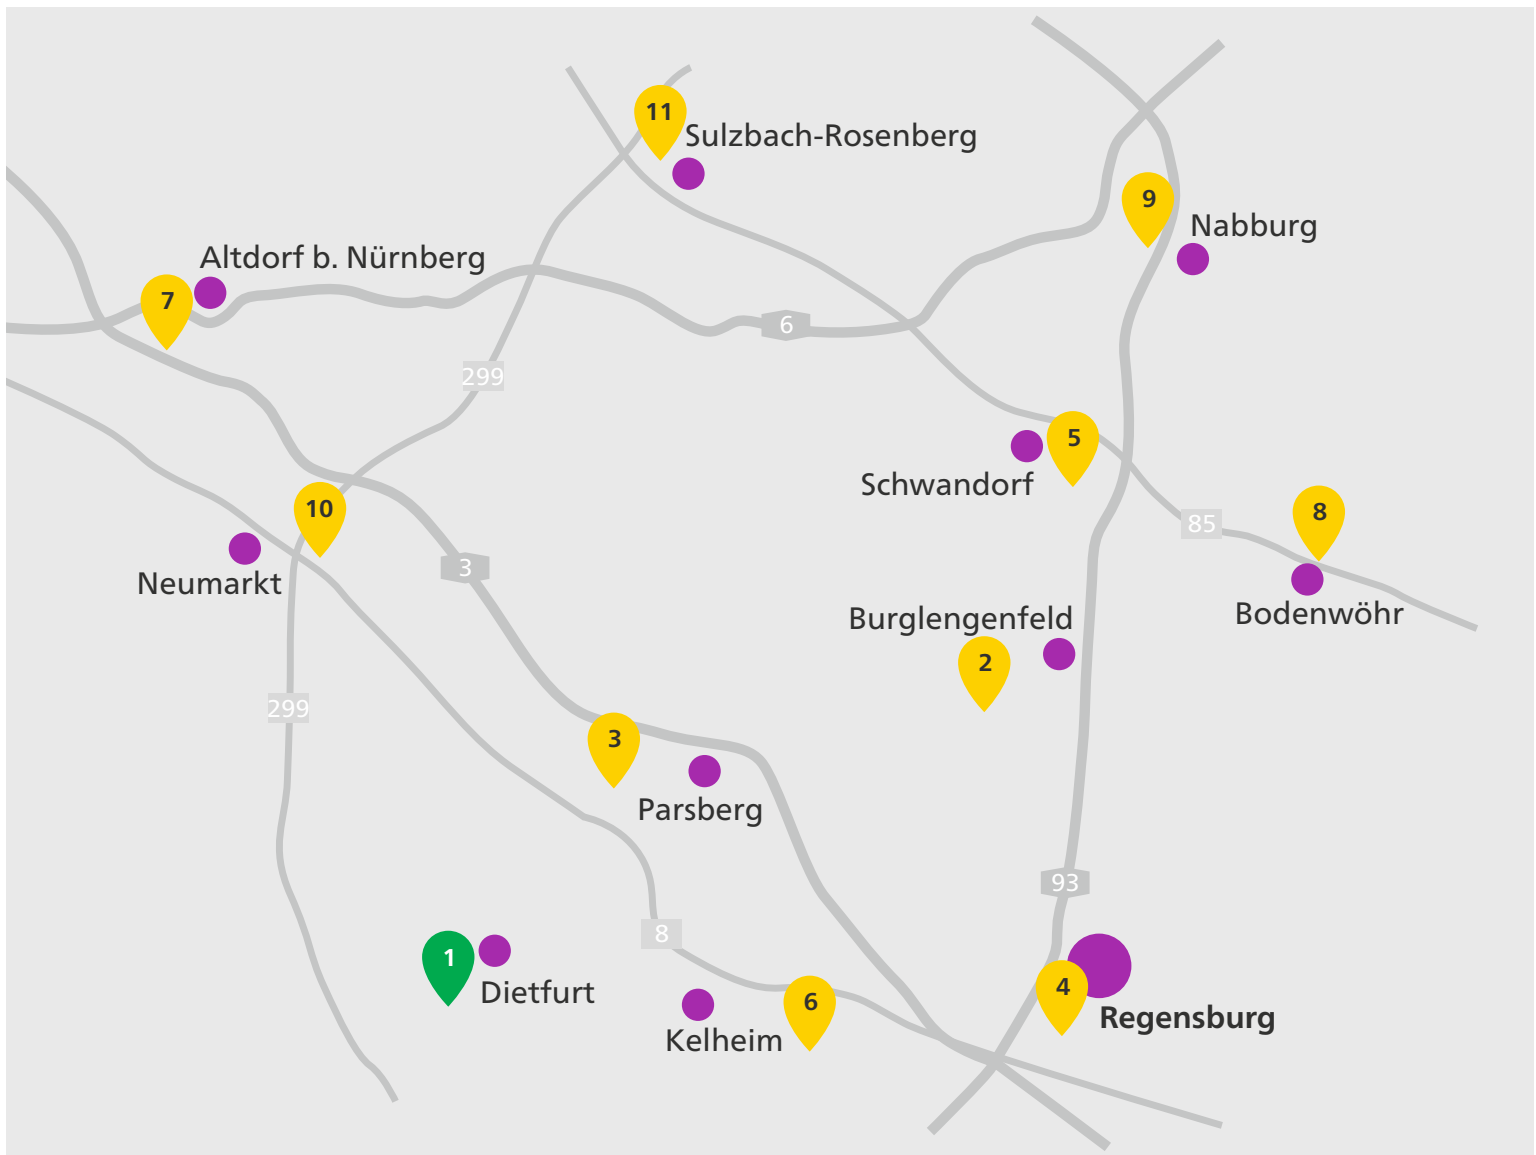 11
Sulzbach-Rosenberg
9
Nabburg
Altdorf b. Nürnberg
7
6
299
5
Schwandorf
10
8
85
Neumarkt
3
Bodenwöhr
Burglengenfeld
2
299
3
Parsberg
93
8
1
Dietfurt
6
4
Regensburg
Kelheim